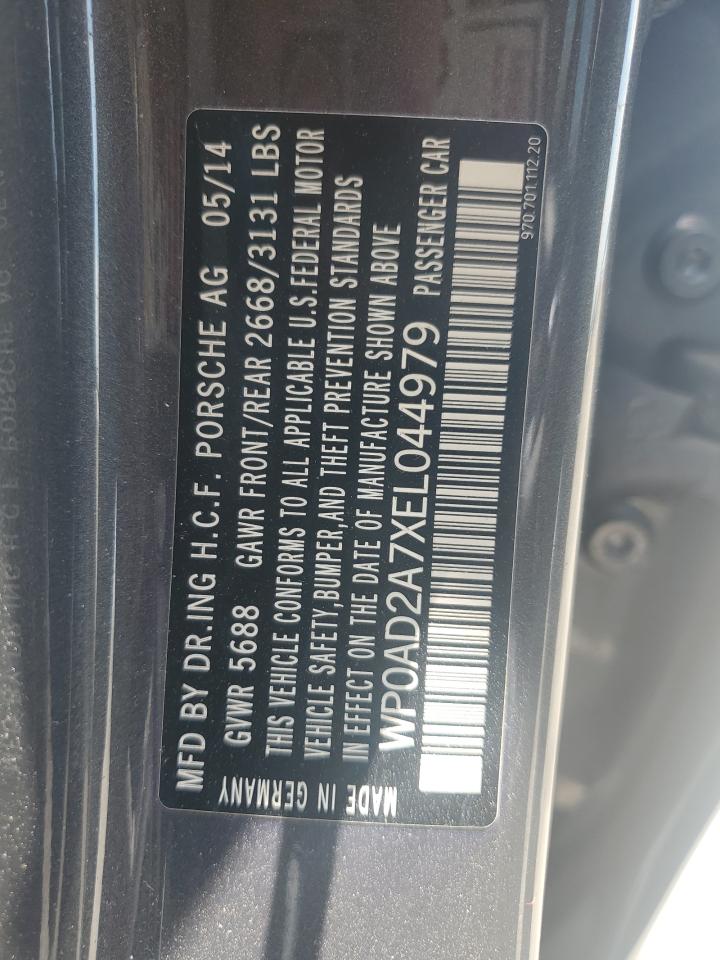 MFD BY DR.ING H.C.F. PORSCHE AG 05/14
GVWR 5688 GAWR FRONT/REAR 2668/3131 LBS
THIS VEHICLE CONFORMS TO ALL APPLICABLE U.S.FEDERAL MOTOR
VEHICLE SAFETY,BUMPER,AND THEFT PREVENTION STANDARDS
IN EFFECT ON THE DATE OF MANUFACTURE SHOWN ABOVE
WP0AD2A7XEL044979 PASSENGER CAR
970.701.112.20
MADE IN GERMANY